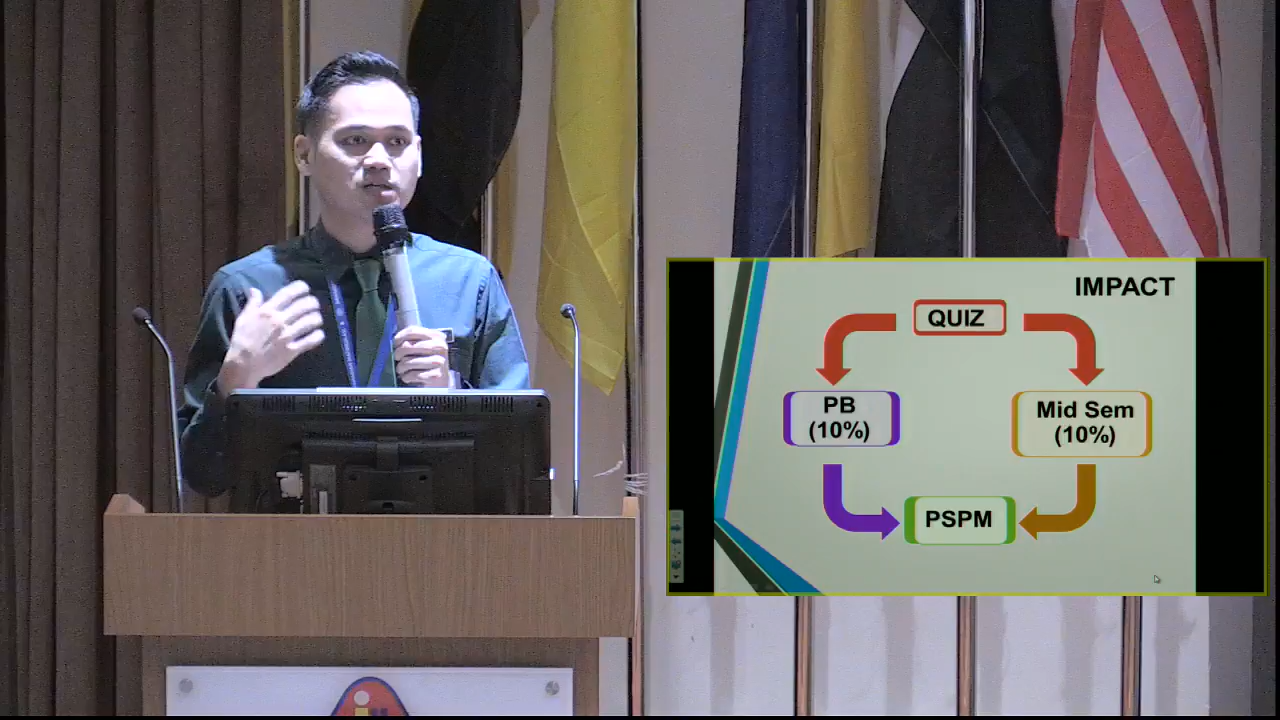 IMPACT
QUIZ
PB
(10%)
Mid Sem
(10%)
PSPM